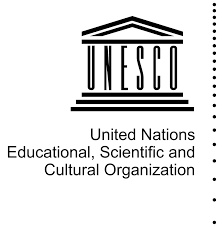 UNESCO
United Nations
Educational, Scientific and
Cultural Organization